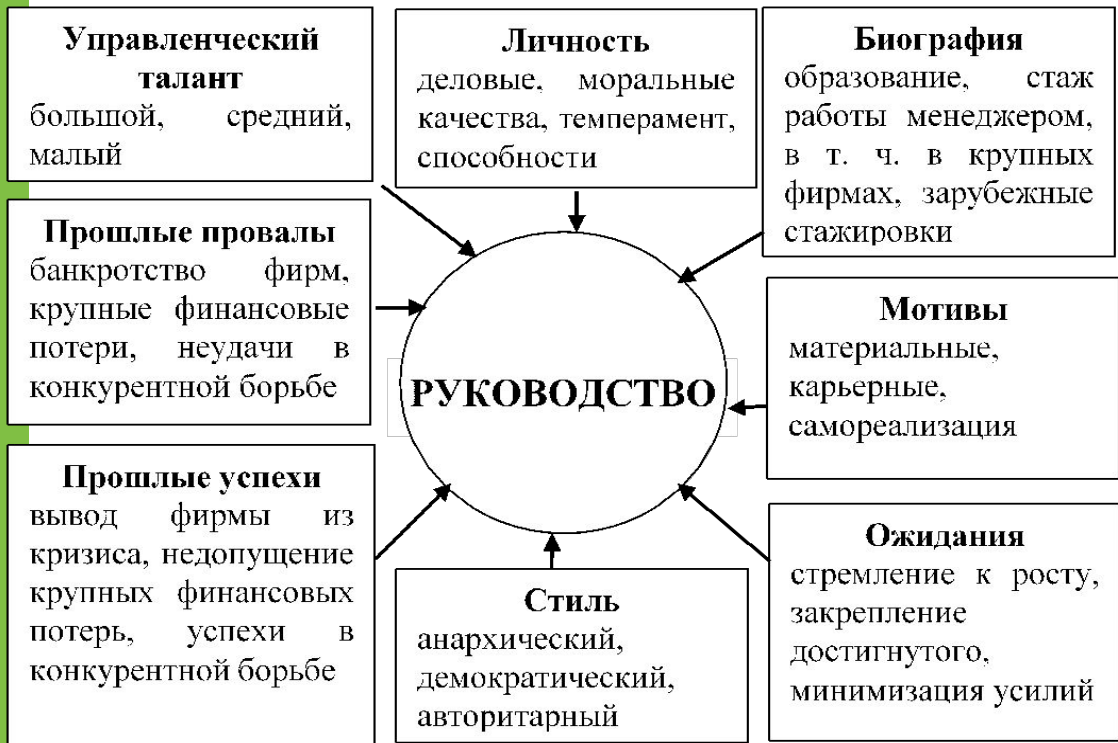 Управленческий
талант
большой, средний,
малый
Личность
деловые, моральные
качества, темперамент,
способности
Биография
образование, стаж
работы менеджером,
в т. ч. в крупных
фирмах, зарубежные
стажировки
Прошлые провалы
банкротство фирм,
крупные финансовые
потери, неудачи в
конкурентной борьбе
РУКОВОДСТВО
Мотивы
материальные,
карьерные,
самореализация
Прошлые успехи
вывод фирмы из
кризиса, недопущение
крупных финансовых
потерь, успехи в
конкурентной борьбе
Стиль
анархический,
демократический,
авторитарный
Ожидания
стремление к росту,
закрепление
достигнутого,
минимизация усилий